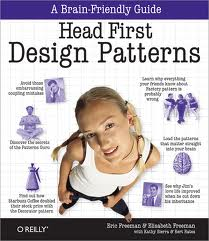 A Brain-Friendly Guide
Head First
Design Patterns
Avoid those
embarrassing
coupling mistakes
Learn why everything
your friends know about
Factory pattern is
probably
wrong
Discover the secrets of
the Patterns Guru
Load the patterns
that matter straight
into your brain
Find out how
Starbuzz Coffee doubled
their stock price with
the Decorator pattern
See why Jim's
love life improved
when he cut down
his inheritance
O'REILLY®
Eric Freeman & Elisabeth Freeman
with Kathy Sierra & Bert Bates